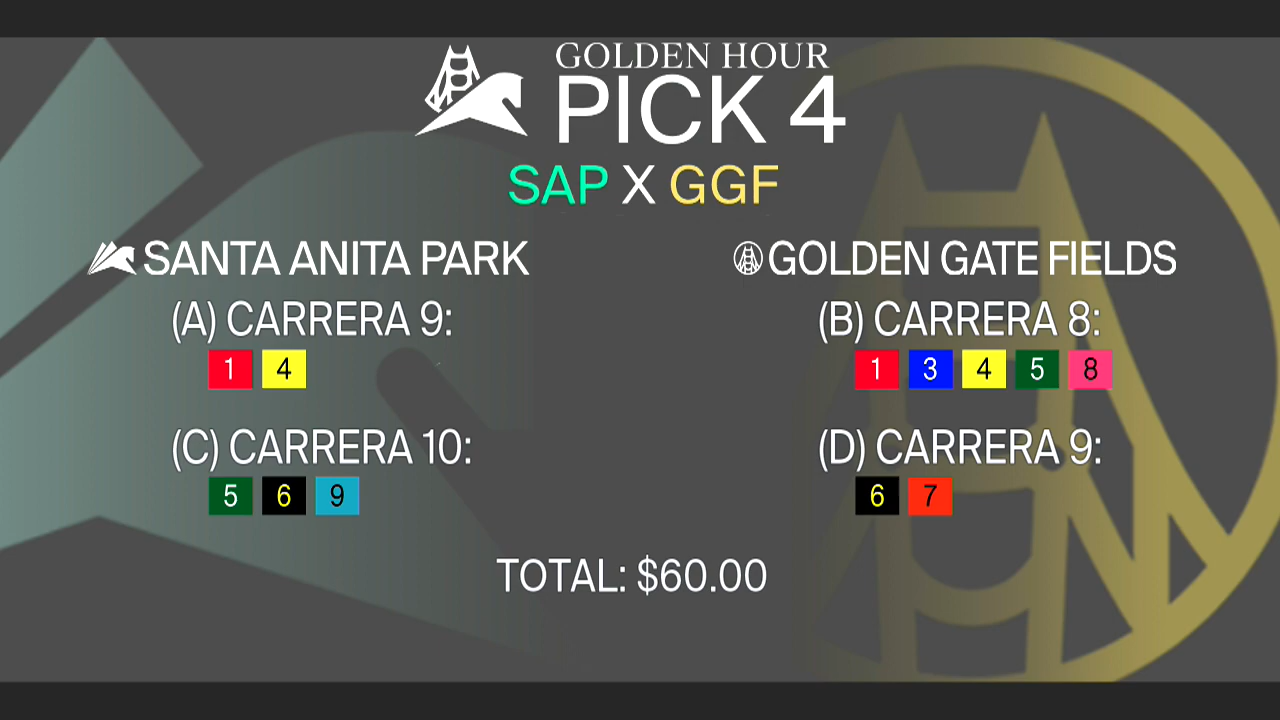 GOLDEN HOUR
PICK 4
SAP X GGF
SANTA ANITA PARK
(A) CARRERA 9:
1 4
(C) CARRERA 10:
5 6 9
GOLDEN GATE FIELDS
(B) CARRERA 8:
1 3 4 5 8
(D) CARRERA 9:
6 7
TOTAL: $60.00